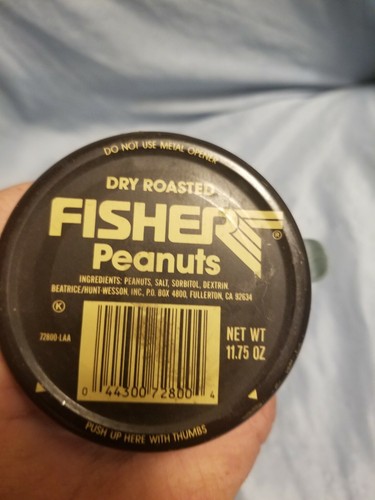 DO NOT USE METAL OPENER
DRY ROASTED
FISHER®
Peanuts
INGREDIENTS: PEANUTS, SALT, SORBITOL, DEXTRIN.
BEATRICE/HUNT-WESSON, INC., P.O. BOX 4800, FULLERTON, CA 92634
K
72800-LAA
NET WT
11.75 OZ
0 44300 72800 4
PUSH UP HERE WITH THUMBS